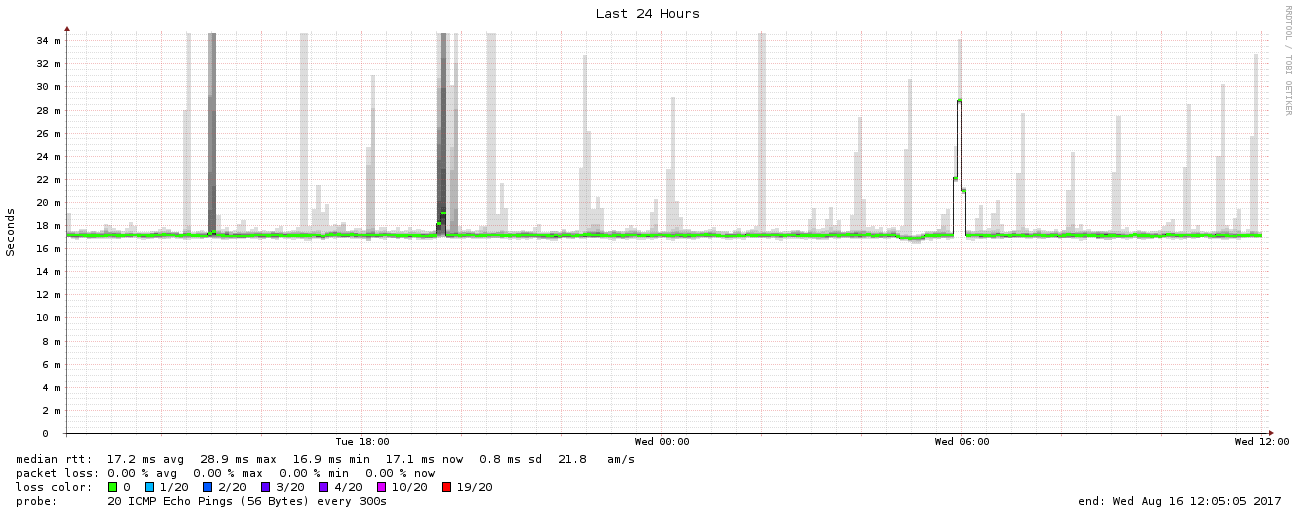 Last 24 Hours
RRDTOOL / TOBI OETIKER
Seconds
34 m
32 m
30 m
28 m
26 m
24 m
22 m
20 m
18 m
16 m
14 m
12 m
10 m
8 m
6 m
4 m
2 m
0
Tue 18:00 Wed 00:00 Wed 06:00 Wed 12:00
median rtt: 17.2 ms avg 28.9 ms max 16.9 ms min 17.1 ms now 0.8 ms sd 21.8 am/s
packet loss: 0.00 % avg 0.00 % max 0.00 % min 0.00 % now
loss color: 0 1/20 2/20 3/20 4/20 10/20 19/20
probe: 20 ICMP Echo Pings (56 Bytes) every 300s end: Wed Aug 16 12:05:05 2017